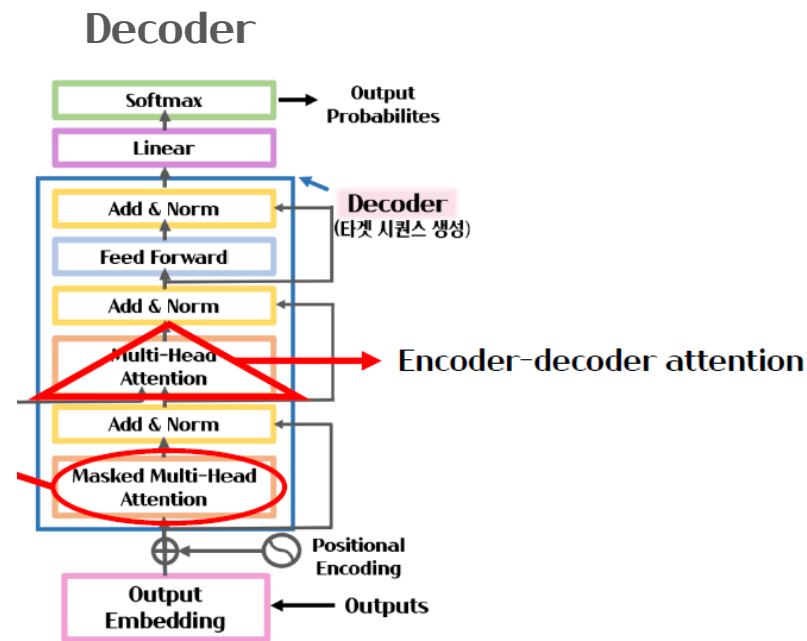 Decoder
Softmax
Output
Probabilites
Linear
Add & Norm
Decoder
(타겟 시퀀스 생성)
Feed Forward
Add & Norm
Multi-Head
Attention
Encoder-decoder attention
Add & Norm
Masked Multi-Head
Attention
Positional
Encoding
Output
Embedding
Outputs